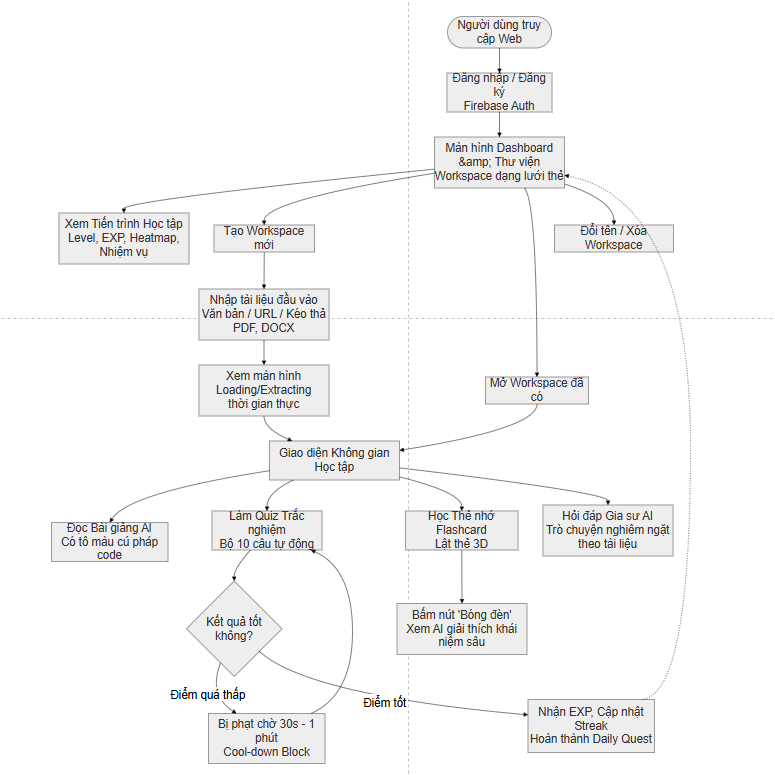 Người dùng truy
cập Web
Đăng nhập / Đăng
ký
Firebase Auth
Màn hình Dashboard
&amp; Thư viện
Workspace dạng lưới thẻ
Xem Tiến trình Học tập
Level, EXP, Heatmap,
Nhiệm vụ
Tạo Workspace
mới
Đổi tên / Xóa
Workspace
Nhập tài liệu đầu vào
Văn bản / URL / Kéo thả
PDF, DOCX
Xem màn hình
Loading/Extracting
thời gian thực
Mở Workspace đã
có
Giao diện Không gian
Học tập
Đọc Bài giảng AI
Có tô màu cú pháp
code
Làm Quiz Trắc
nghiệm
Bộ 10 câu tự động
Học Thẻ nhớ
Flashcard
Lật thẻ 3D
Hỏi đáp Gia sư AI
Trò chuyện nghiêm ngặt
theo tài liệu
Kết quả tốt
không?
Bấm nút 'Bóng đèn'
Xem AI giải thích khái
niệm sâu
Điểm quá thấp
Điểm tốt
Bị phạt chờ 30s - 1
phút
Cool-down Block
Nhận EXP, Cập nhật
Streak
Hoàn thành Daily Quest